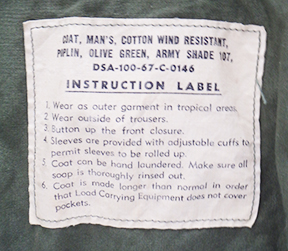 COAT, MAN'S, COTTON WIND RESISTANT,
PIPLIN, OLIVE GREEN, ARMY SHADE 107,
DSA-100-67-C-0146
INSTRUCTION LABEL
1. Wear as outer garment in tropical areas.
2. Wear outside of trousers.
3. Button up the front closure.
4. Sleeves are provided with adjustable cuffs to
permit sleeves to be rolled up.
5. Coat can be hand laundered. Make sure all
soap is thoroughly rinsed out.
6. Coat is made longer than normal in order
that Load Carrying Equipment does not cover
pockets.